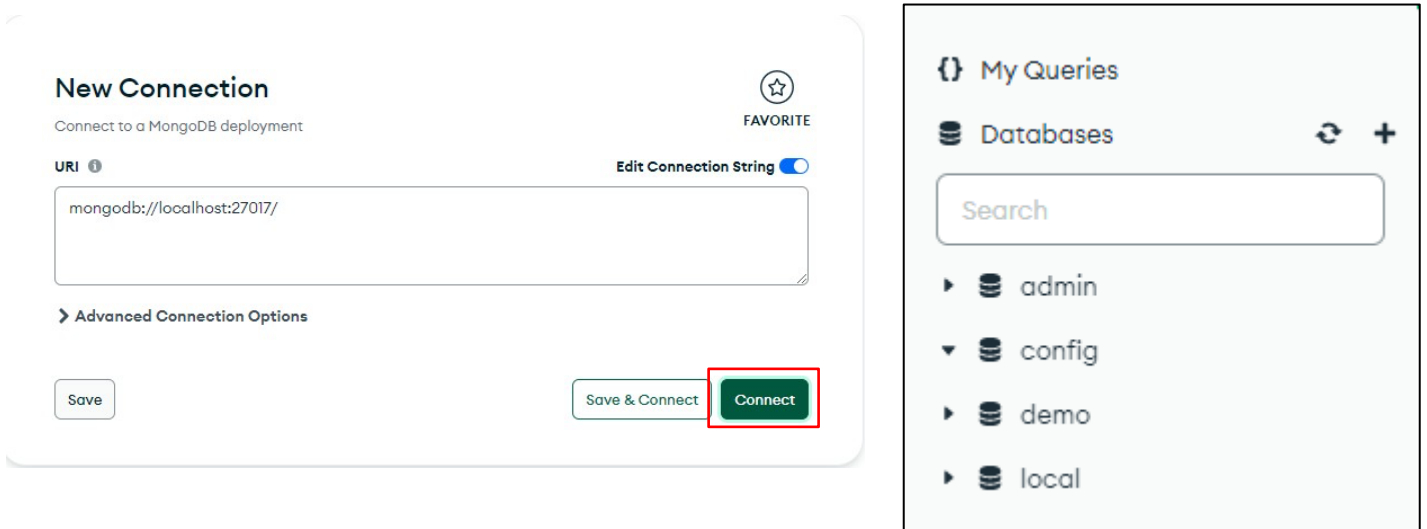 New Connection
FAVORITE
Connect to a MongoDB deployment
URI
Edit Connection String
mongodb://localhost:27017/
Advanced Connection Options
Save
Save & Connect
Connect
{} My Queries
Databases
Search
admin
config
demo
local